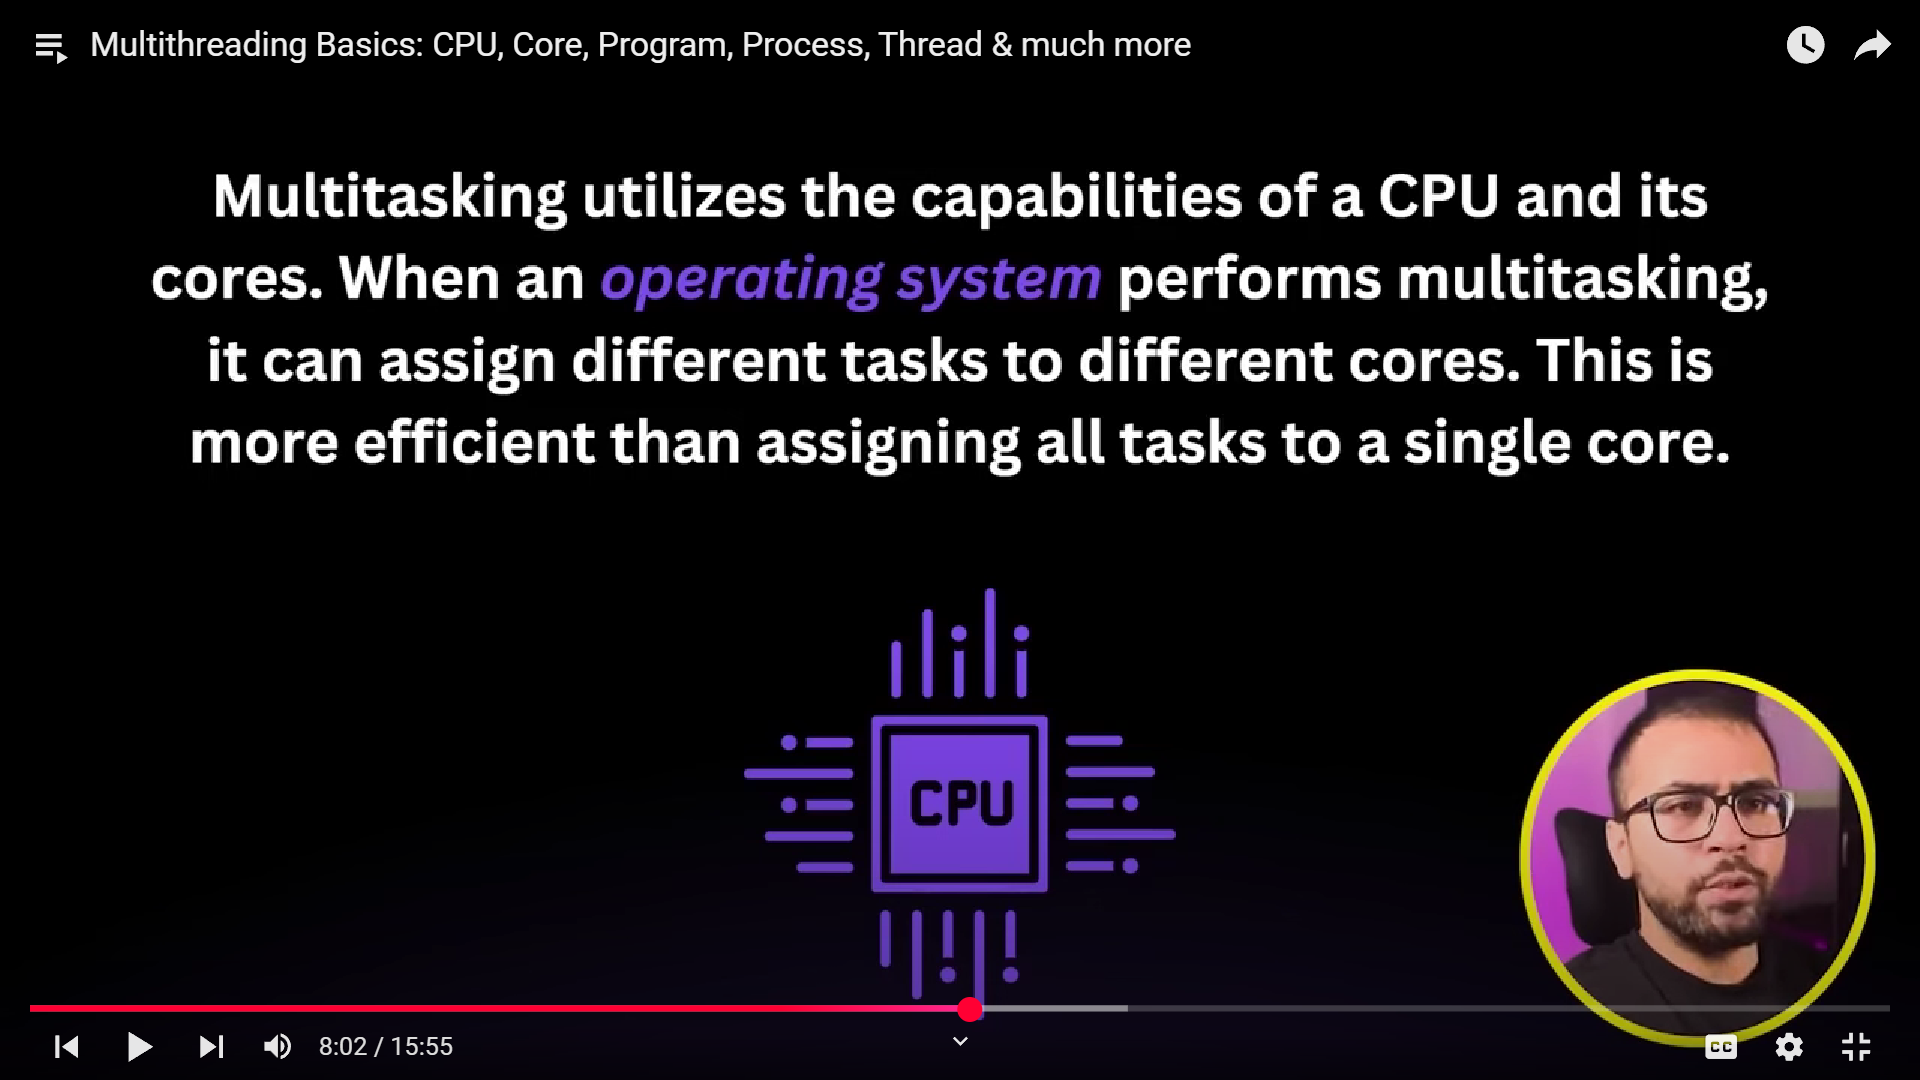 Multithreading Basics: CPU, Core, Program, Process, Thread & much more
Multitasking utilizes the capabilities of a CPU and its
cores. When an operating system performs multitasking,
it can assign different tasks to different cores. This is
more efficient than assigning all tasks to a single core.
CPU
8:02 / 15:55
CC